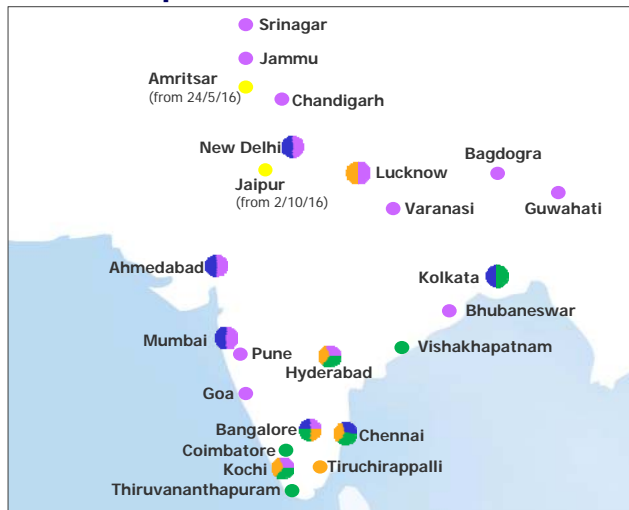 Srinagar
Jammu
Amritsar
(from 24/5/16)
Chandigarh
New Delhi
Jaipur
(from 2/10/16)
Lucknow
Bagdogra
Varanasi
Guwahati
Ahmedabad
Kolkata
Bhubaneswar
Mumbai
Pune
Vishakhapatnam
Hyderabad
Goa
Bangalore
Chennai
Coimbatore
Kochi
Tiruchirappalli
Thiruvananthapuram